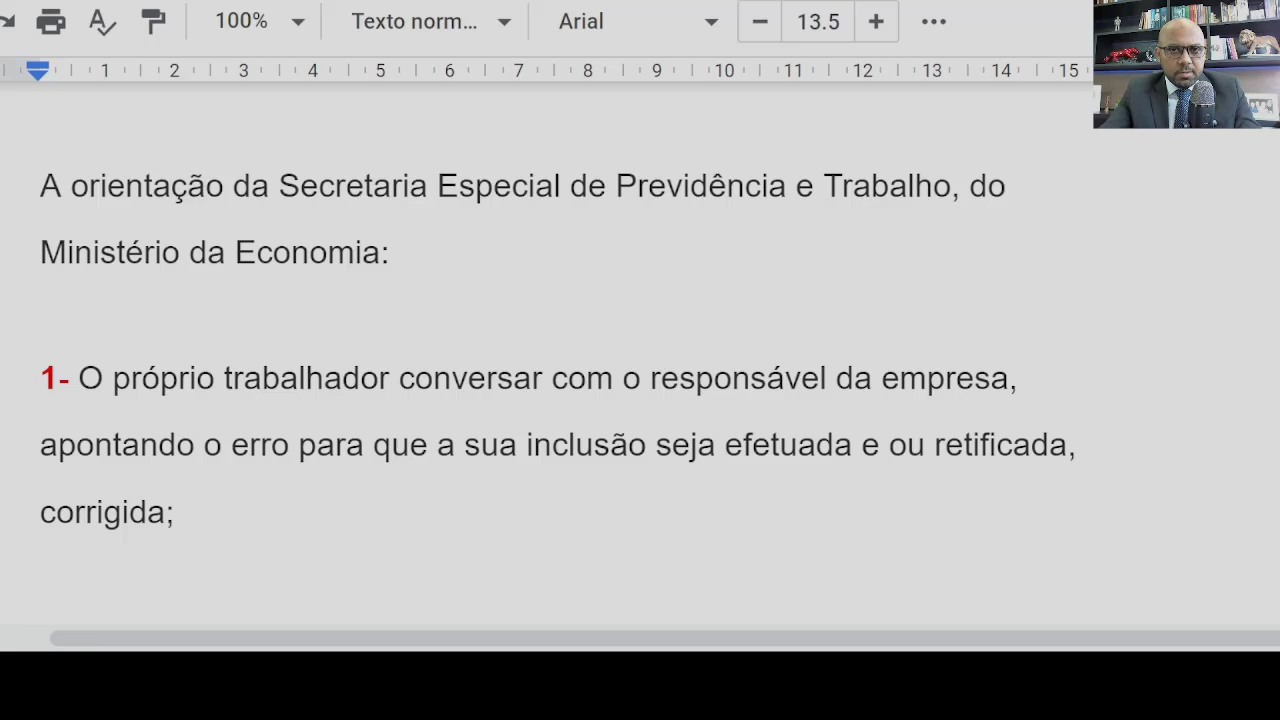 100% Texto norm... Arial 13.5
1 2 3 4 5 6 7 8 9 10 11 12 13 14 15
A orientação da Secretaria Especial de Previdência e Trabalho, do
Ministério da Economia:
1- O próprio trabalhador conversar com o responsável da empresa,
apontando o erro para que a sua inclusão seja efetuada e ou retificada,
corrigida;